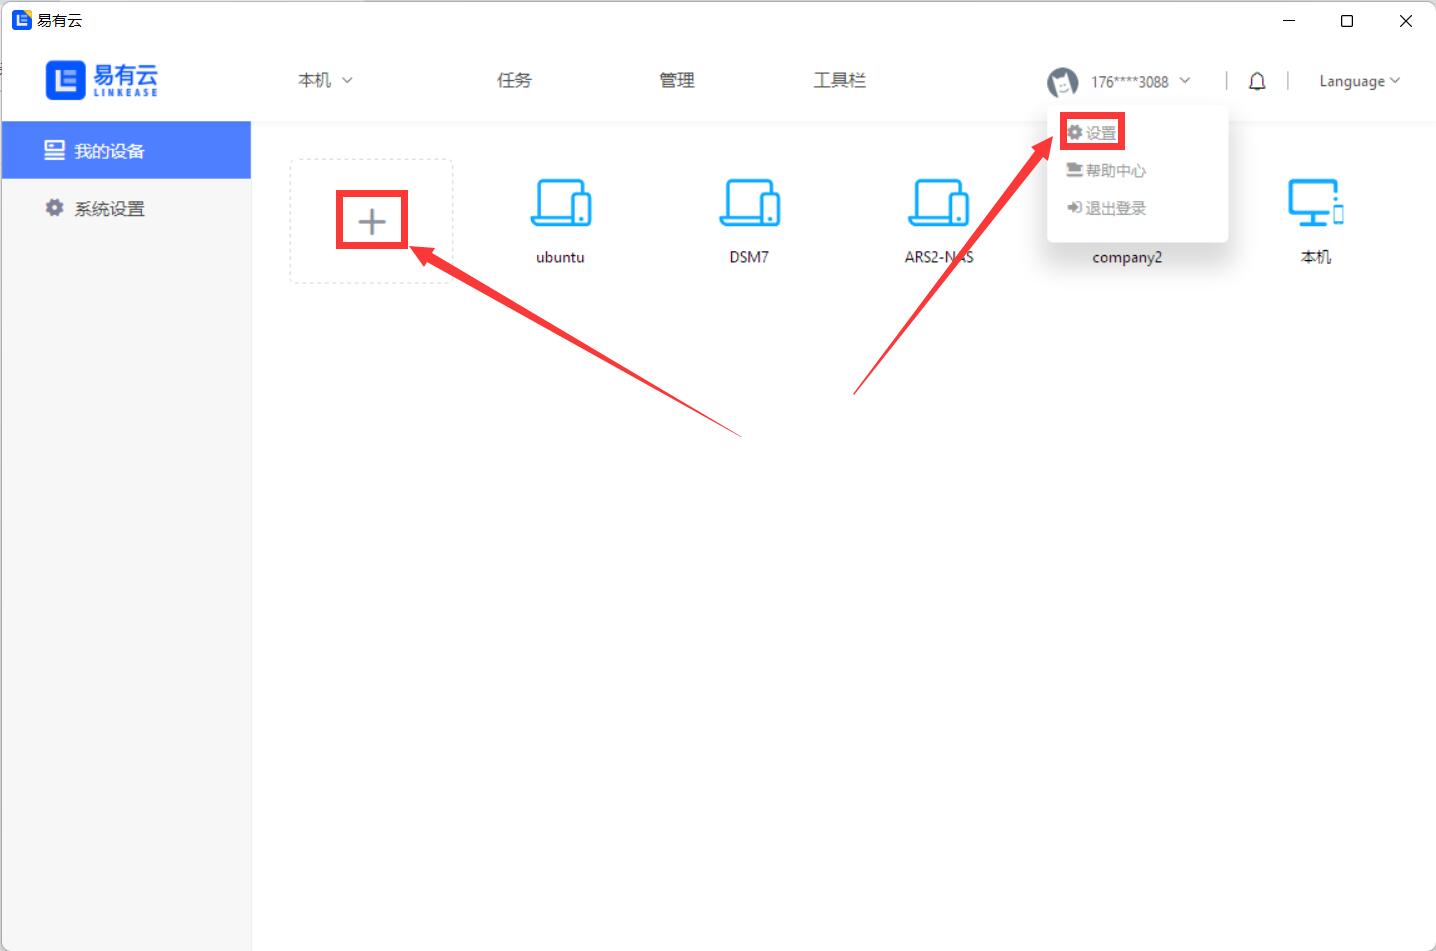 易有云
易有云
LINKEASE
本机
任务
管理
工具栏
176****3088
Language
我的设备
系统设置
设置
帮助中心
退出登录
ubuntu
DSM7
ARS2-NAS
company2
本机